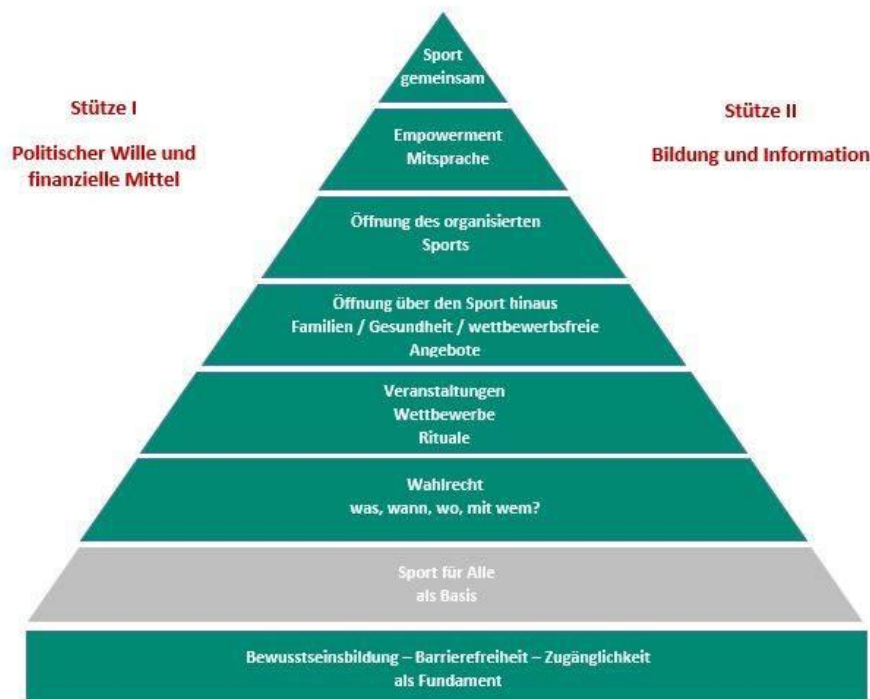 Sport
gemeinsam
Stütze I
Politischer Wille und
finanzielle Mittel
Stütze II
Bildung und Information
Empowerment
Mitsprache
Öffnung des organisierten
Sports
Öffnung über den Sport hinaus
Familien / Gesundheit / wettbewerbsfreie
Angebote
Veranstaltungen
Wettbewerbe
Rituale
Wahlrecht
was, wann, wo, mit wem?
Sport für Alle
als Basis
Bewusstseinsbildung – Barrierefreiheit – Zugänglichkeit
als Fundament